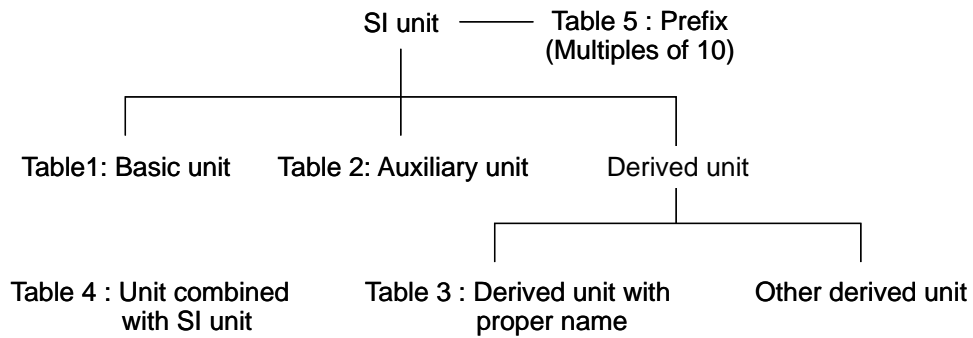 SI unit
Table 5 : Prefix
(Multiples of 10)
Table1: Basic unit
Table 2: Auxiliary unit
Derived unit
Table 4 : Unit combined
with SI unit
Table 3 : Derived unit with
proper name
Other derived unit